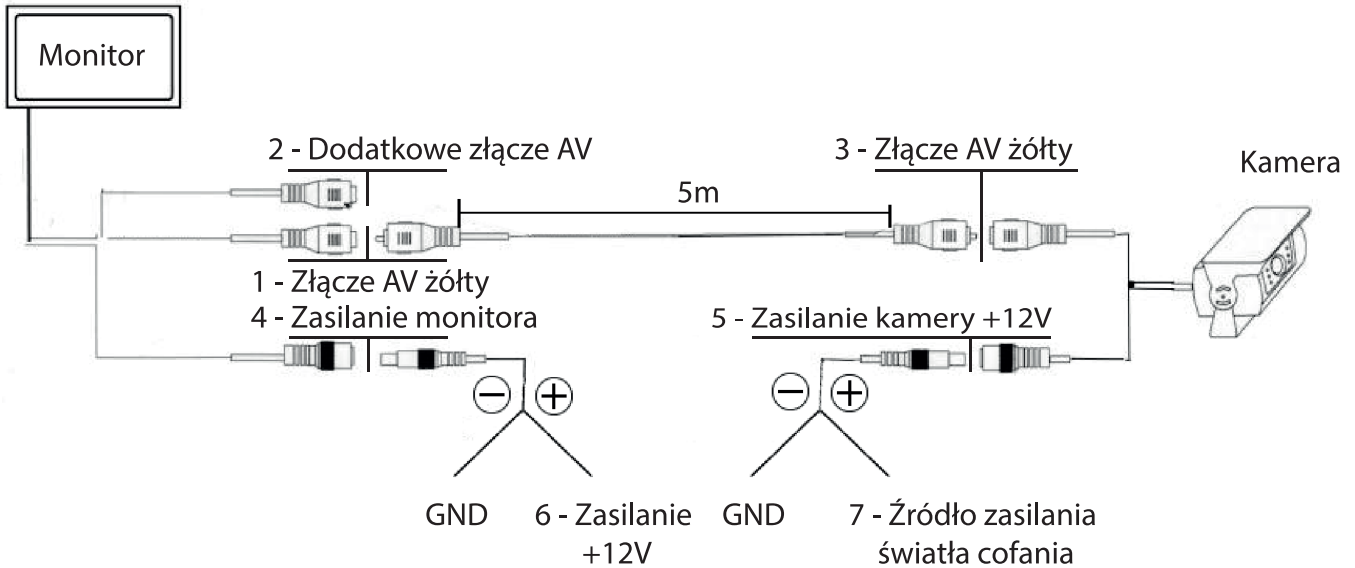 Monitor
2 - Dodatkowe złącze AV
3 - Złącze AV żółty
Kamera
5m
1 - Złącze AV żółty
4 - Zasilanie monitora
5 - Zasilanie kamery +12V
− +
− +
GND
6 - Zasilanie
+12V
GND
7 - Źródło zasilania
światła cofania